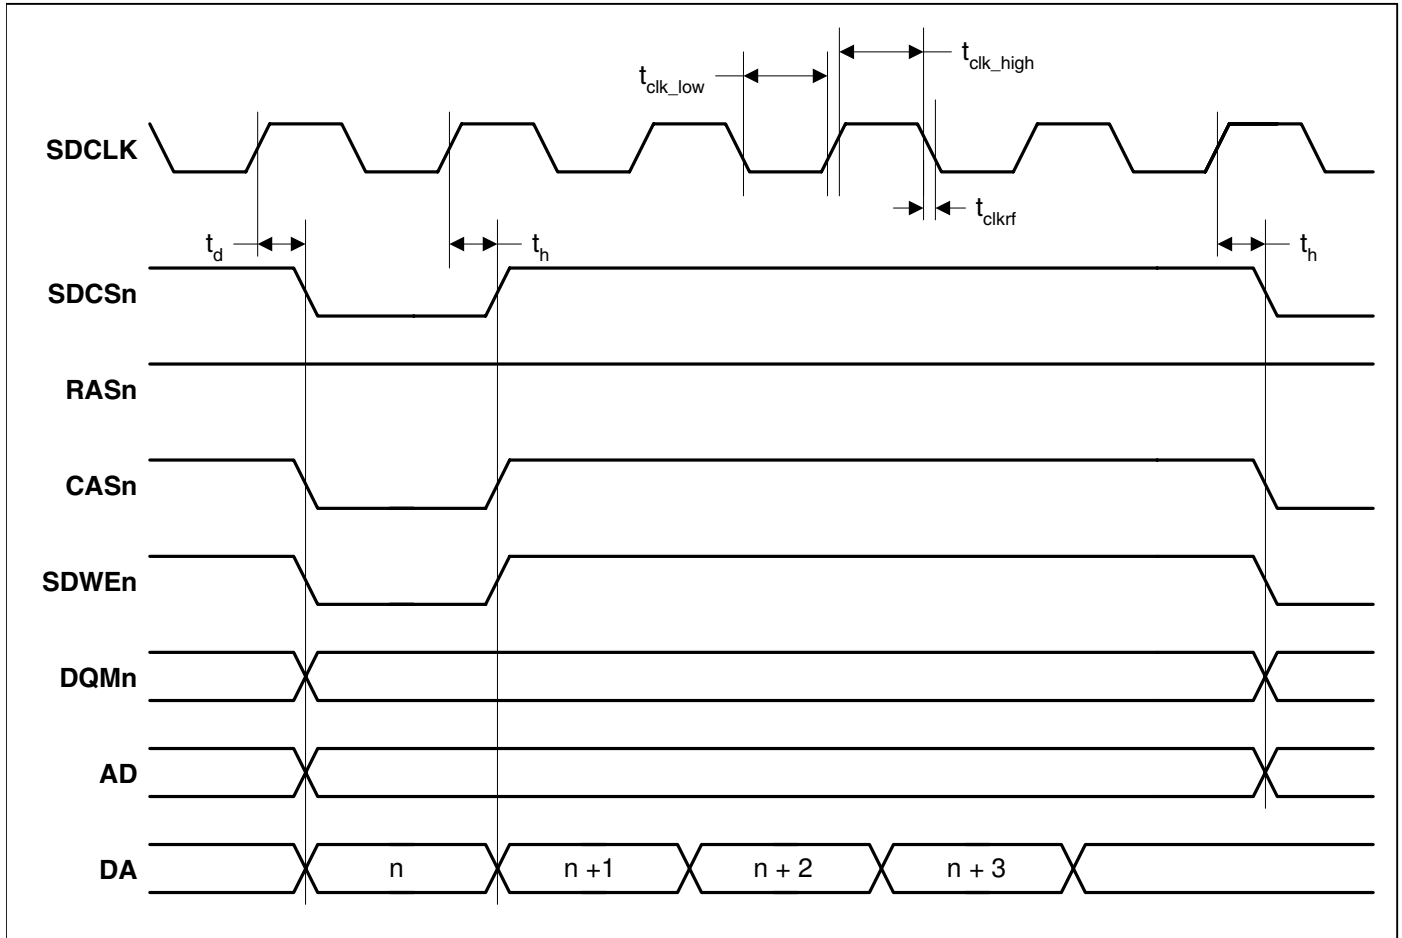 t_clk_high
t_clk_low
SDCLK
t_clkrf
t_d
t_h
t_h
SDCSn
RASn
CASn
SDWEn
DQMn
AD
DA n n +1 n + 2 n + 3